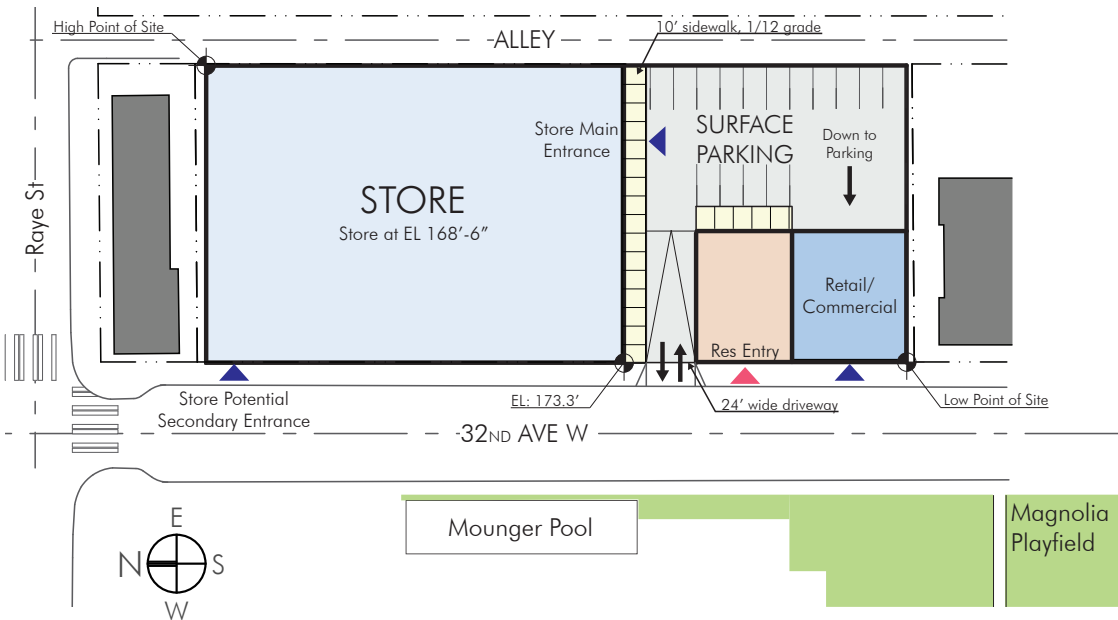 High Point of Site
ALLEY
10' sidewalk, 1/12 grade
Store Main
Entrance
SURFACE
PARKING
Down to
Parking
STORE
Store at EL 168'-6"
Raye St
Retail/
Commercial
Res Entry
Store Potential
Secondary Entrance
EL: 173.3'
24' wide driveway
Low Point of Site
32ND AVE W
Mounger Pool
Magnolia
Playfield
E
N
S
W